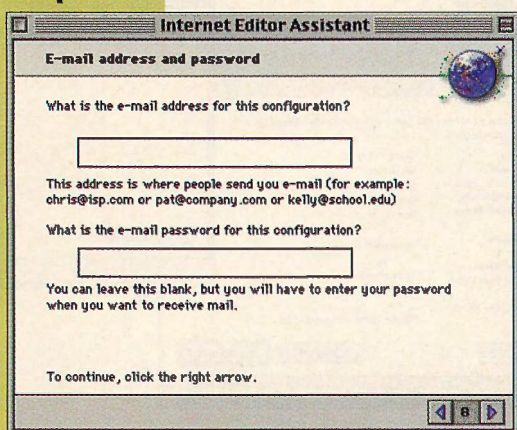 Internet Editor Assistant
E-mail address and password
What is the e-mail address for this configuration?
This address is where people send you e-mail (for example:
chris@isp.com or pat@company.com or kelly@school.edu)
What is the e-mail password for this configuration?
You can leave this blank, but you will have to enter your password
when you want to receive mail.
To continue, click the right arrow.
8